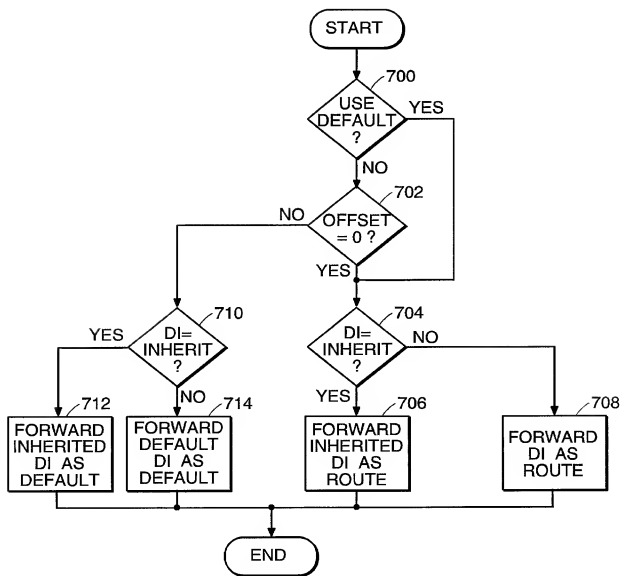 START
700
USE
DEFAULT
?
YES
NO
702
OFFSET
= 0 ?
NO
YES
710
DI=
INHERIT
?
YES
NO
704
DI=
INHERIT
?
NO
YES
712
FORWARD
INHERITED
DI AS
DEFAULT
714
FORWARD
DEFAULT
DI AS
DEFAULT
706
FORWARD
INHERITED
DI AS
ROUTE
708
FORWARD
DI AS
ROUTE
END